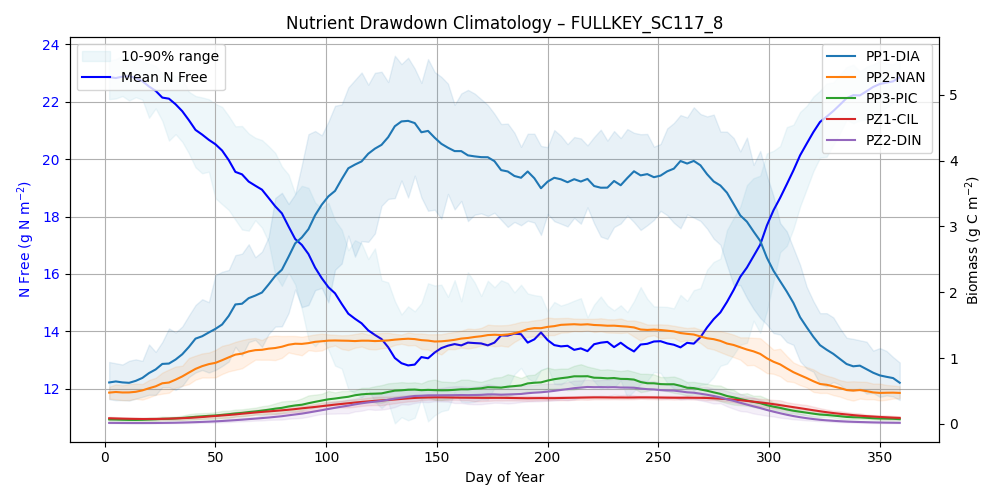 Nutrient Drawdown Climatology – FULLKEY_SC117_8
10-90% range
Mean N Free
PP1-DIA
PP2-NAN
PP3-PIC
PZ1-CIL
PZ2-DIN
N Free (g N m⁻²)
24
22
20
18
16
14
12
Biomass (g C m⁻²)
5
4
3
2
1
0
0 50 100 150 200 250 300 350
Day of Year